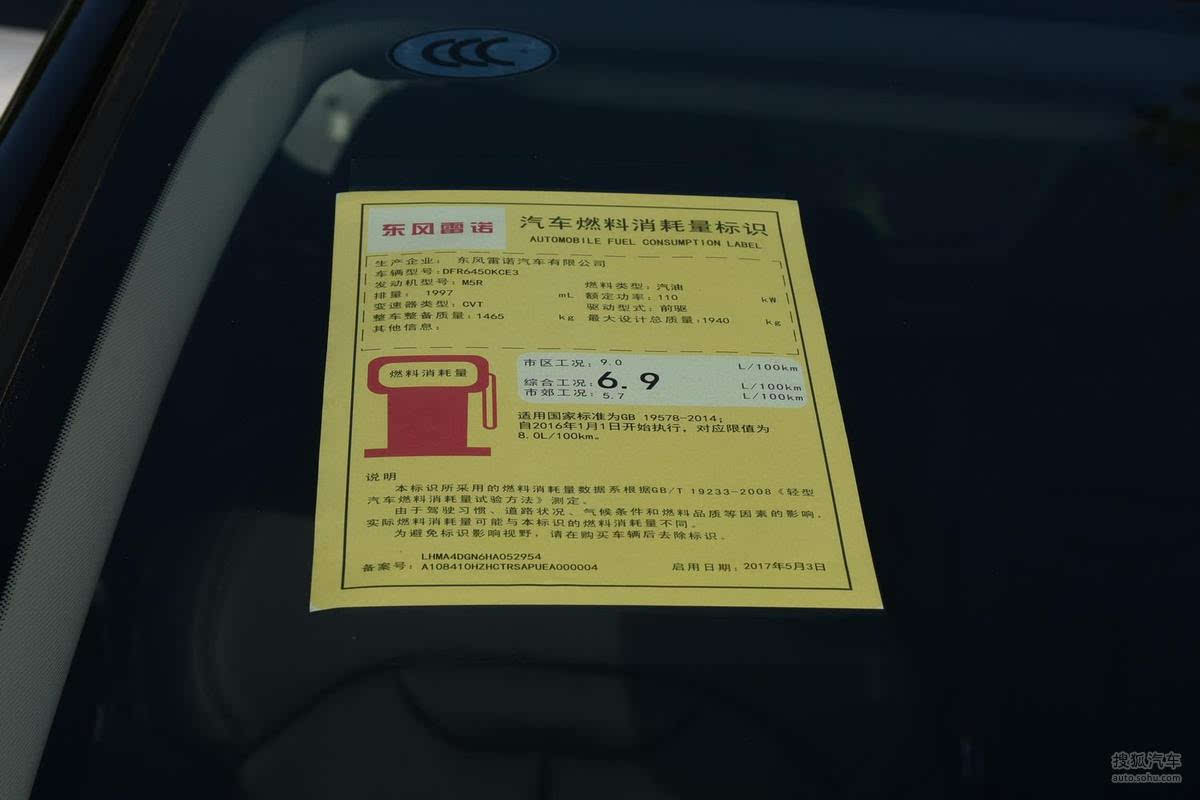 CCC
东风雷诺 汽车燃料消耗量标识
AUTOMOBILE FUEL CONSUMPTION LABEL
生产企业： 东风雷诺汽车有限公司
车辆型号：DFR6450KCE3
发动机型号：M5R 燃料类型：汽油
排量： 1997 mL 额定功率：110 kW
变速器类型：CVT 驱动型式：前驱
整车整备质量：1465 kg 最大设计总质量：1940 kg
其他信息：
燃料消耗量
市区工况：9.0 L/100km
综合工况：6.9 L/100km
市郊工况：5.7 L/100km
适用国家标准为GB 19578-2014；
自2016年1月1日开始执行，对应限值为
8.0L/100km。
说明
本标识所采用的燃料消耗量数据系根据GB/T 19233-2008《轻型
汽车燃料消耗量试验方法》测定。
由于驾驶习惯、道路状况、气候条件和燃料品质等因素的影响，
实际燃料消耗量可能与本标识的燃料消耗量不同。
为避免标识影响视野，请在购买车辆后去除标识。
LHMA4DGN6HA052954
备案号：A108410HZHGTRSAPUEA000004 启用日期：2017年5月3日
搜狐汽车
auto.sohu.com